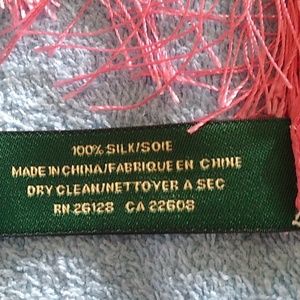 100% SILK/SOIE
MADE IN CHINA/FABRIQUE EN CHINE
DRY CLEAN/NETTOYER A SEC
RN 26128 CA 22608